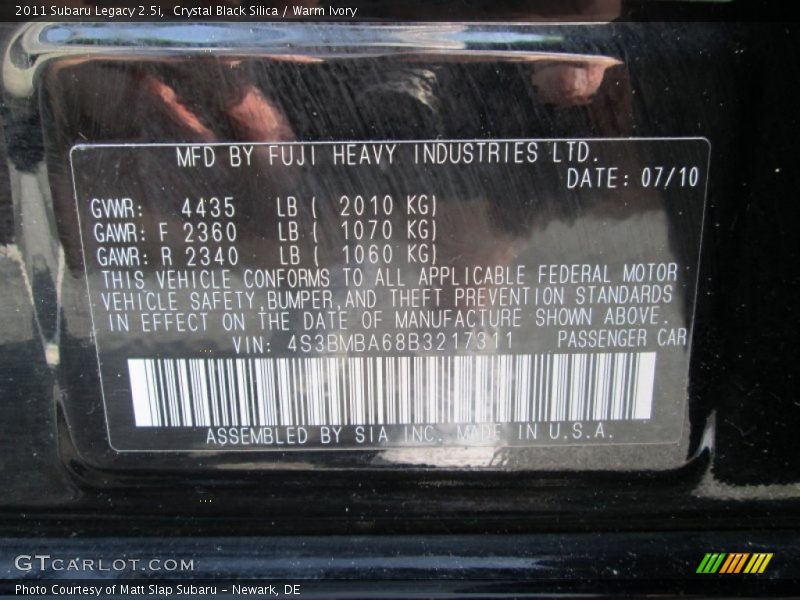 2011 Subaru Legacy 2.5i,  Crystal Black Silica / Warm Ivory
MFD BY FUJI HEAVY INDUSTRIES LTD.
DATE: 07/10
GVWR: 4435 LB ( 2010 KG)
GAWR: F 2360 LB ( 1070 KG)
GAWR: R 2340 LB ( 1060 KG)
THIS VEHICLE CONFORMS TO ALL APPLICABLE FEDERAL MOTOR
VEHICLE SAFETY,BUMPER,AND THEFT PREVENTION STANDARDS
IN EFFECT ON THE DATE OF MANUFACTURE SHOWN ABOVE.
VIN: 4S3BMBA68B3217311 PASSENGER CAR
ASSEMBLED BY SIA INC. MADE IN U.S.A.
GTCARLOT.COM
Photo Courtesy of Matt Slap Subaru - Newark, DE